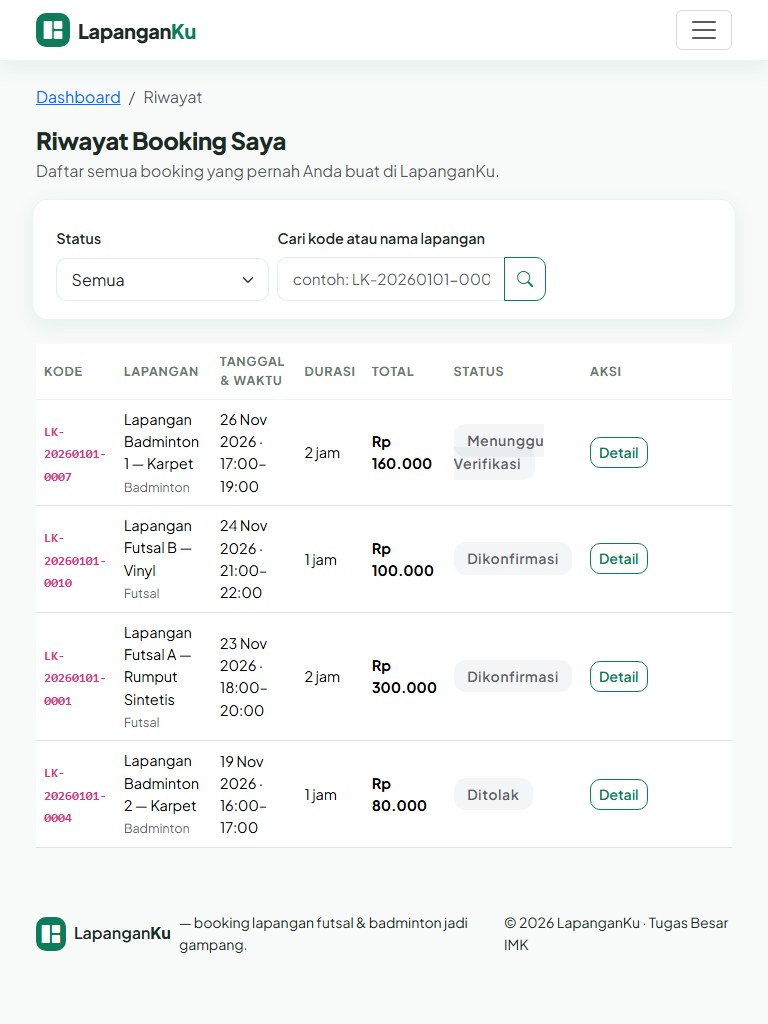 LapanganKu
Dashboard / Riwayat
Riwayat Booking Saya
Daftar semua booking yang pernah Anda buat di LapanganKu.
Status
Cari kode atau nama lapangan
Semua
contoh: LK-20260101-000
KODE
LAPANGAN
TANGGAL
& WAKTU
DURASI
TOTAL
STATUS
AKSI
LK-
20260101-
0007
Lapangan
Badminton
1 — Karpet
Badminton
26 Nov
2026 ·
17:00–
19:00
2 jam
Rp
160.000
Menunggu
Verifikasi
Detail
LK-
20260101-
0010
Lapangan
Futsal B —
Vinyl
Futsal
24 Nov
2026 ·
21:00–
22:00
1 jam
Rp
100.000
Dikonfirmasi
Detail
LK-
20260101-
0001
Lapangan
Futsal A —
Rumput
Sintetis
Futsal
23 Nov
2026 ·
18:00–
20:00
2 jam
Rp
300.000
Dikonfirmasi
Detail
LK-
20260101-
0004
Lapangan
Badminton
2 — Karpet
Badminton
19 Nov
2026 ·
16:00–
17:00
1 jam
Rp
80.000
Ditolak
Detail
LapanganKu
— booking lapangan futsal & badminton jadi
gampang.
© 2026 LapanganKu · Tugas Besar
IMK